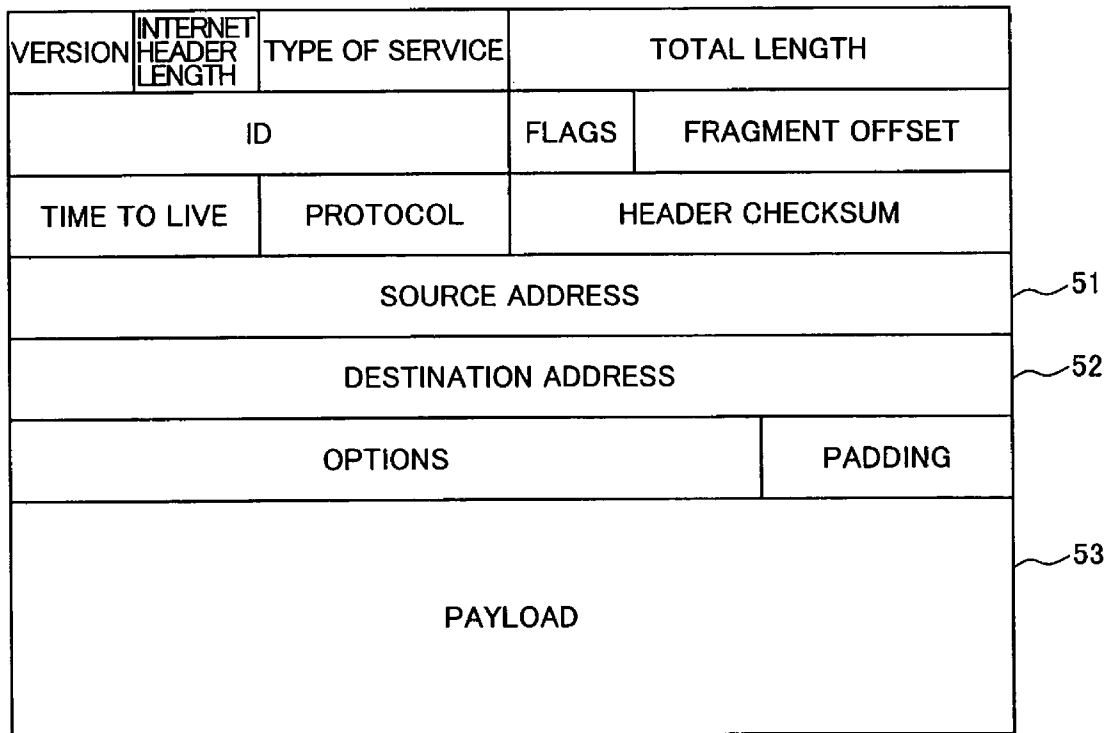 VERSION
INTERNET
HEADER
LENGTH
TYPE OF SERVICE
TOTAL LENGTH
ID
FLAGS
FRAGMENT OFFSET
TIME TO LIVE
PROTOCOL
HEADER CHECKSUM
SOURCE ADDRESS
51
DESTINATION ADDRESS
52
OPTIONS
PADDING
53
PAYLOAD